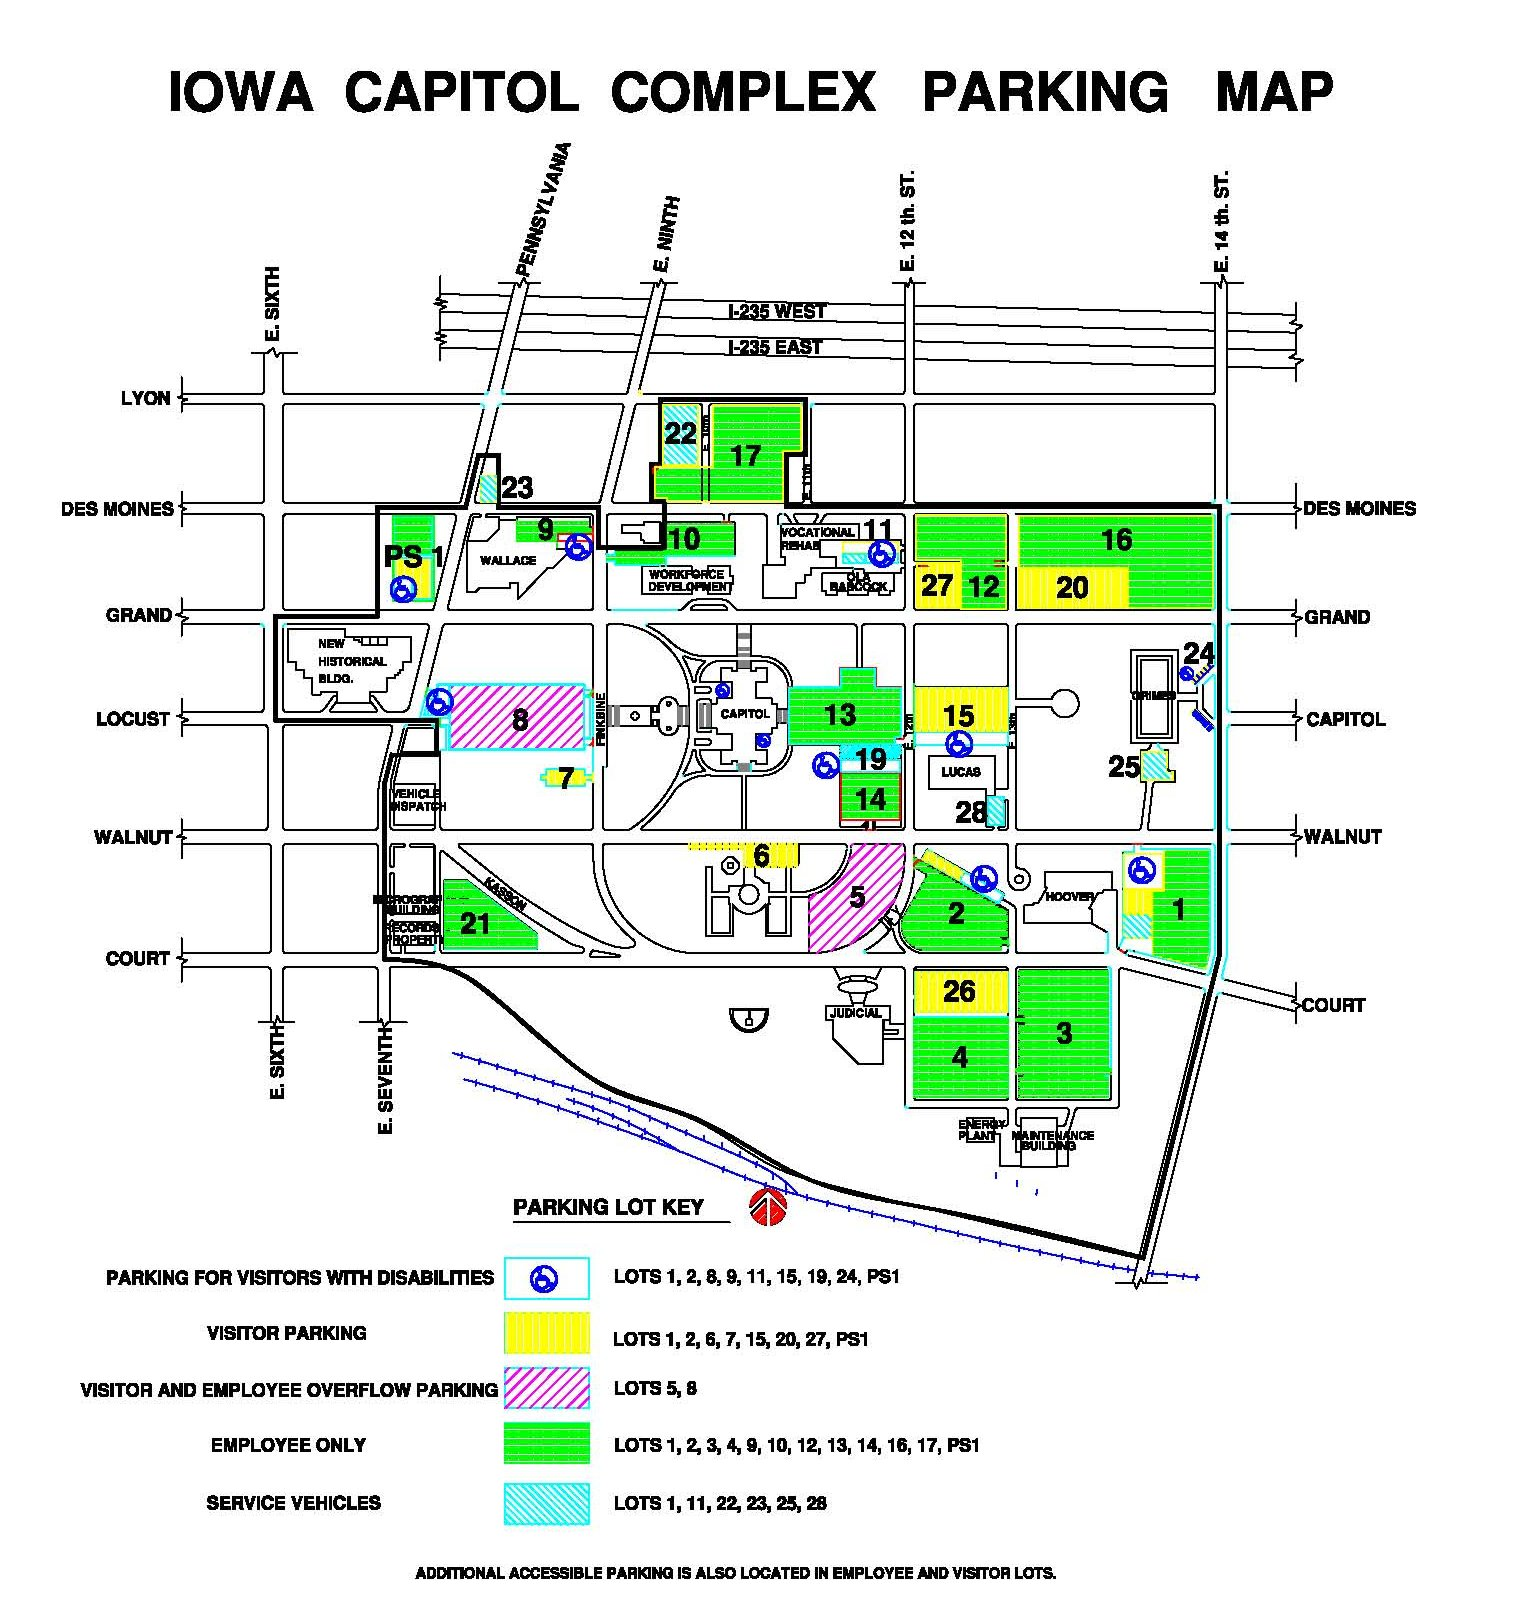 IOWA CAPITOL COMPLEX PARKING MAP
PENNSYLVANIA
E. NINTH
E. 12 th. ST.
E. 14 th. ST.
E. SIXTH
I-235 WEST
I-235 EAST
LYON
22
17
E. 11th
23
DES MOINES
DES MOINES
PS 1
9
WALLACE
10
WORKFORCE
DEVELOPMENT
VOCATIONAL
REHAB
11
OLA
BABCOCK
27
12
16
20
GRAND
GRAND
NEW
HISTORICAL
BLDG.
24
GRIMES
LOCUST
CAPITOL
8
FINKBINE
CAPITOL
13
E. 12th
15
E. 13th
19
7
LUCAS
25
VEHICLE
DISPATCH
14
28
WALNUT
WALNUT
6
5
KASSON
21
BUILDING
RECORDS
PROPERTY
2
HOOVER
1
COURT
COURT
26
JUDICIAL
4
3
E. SIXTH
E. SEVENTH
ENERGY
PLANT
MAINTENANCE
BUILDING
PARKING LOT KEY
PARKING FOR VISITORS WITH DISABILITIES LOTS 1, 2, 8, 9, 11, 15, 19, 24, PS1
VISITOR PARKING LOTS 1, 2, 6, 7, 15, 20, 27, PS1
VISITOR AND EMPLOYEE OVERFLOW PARKING LOTS 5, 8
EMPLOYEE ONLY LOTS 1, 2, 3, 4, 9, 10, 12, 13, 14, 16, 17, PS1
SERVICE VEHICLES LOTS 1, 11, 22, 23, 25, 28
ADDITIONAL ACCESSIBLE PARKING IS ALSO LOCATED IN EMPLOYEE AND VISITOR LOTS.